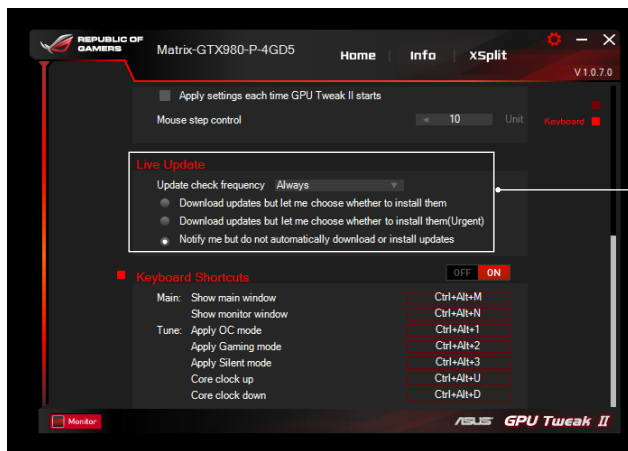 REPUBLIC OF
GAMERS
Matrix-GTX980-P-4GD5
Home Info XSplit
V 1.0.7.0
Apply settings each time GPU Tweak II starts
Mouse step control 10 Unit
Keyboard
Live Update
Update check frequency Always
Download updates but let me choose whether to install them
Download updates but let me choose whether to install them(Urgent)
Notify me but do not automatically download or install updates
Keyboard Shortcuts OFF ON
Main: Show main window Ctrl+Alt+M
Show monitor window Ctrl+Alt+N
Tune: Apply OC mode Ctrl+Alt+1
Apply Gaming mode Ctrl+Alt+2
Apply Silent mode Ctrl+Alt+3
Core clock up Ctrl+Alt+U
Core clock down Ctrl+Alt+D
Monitor
ASUS GPU Tweak II